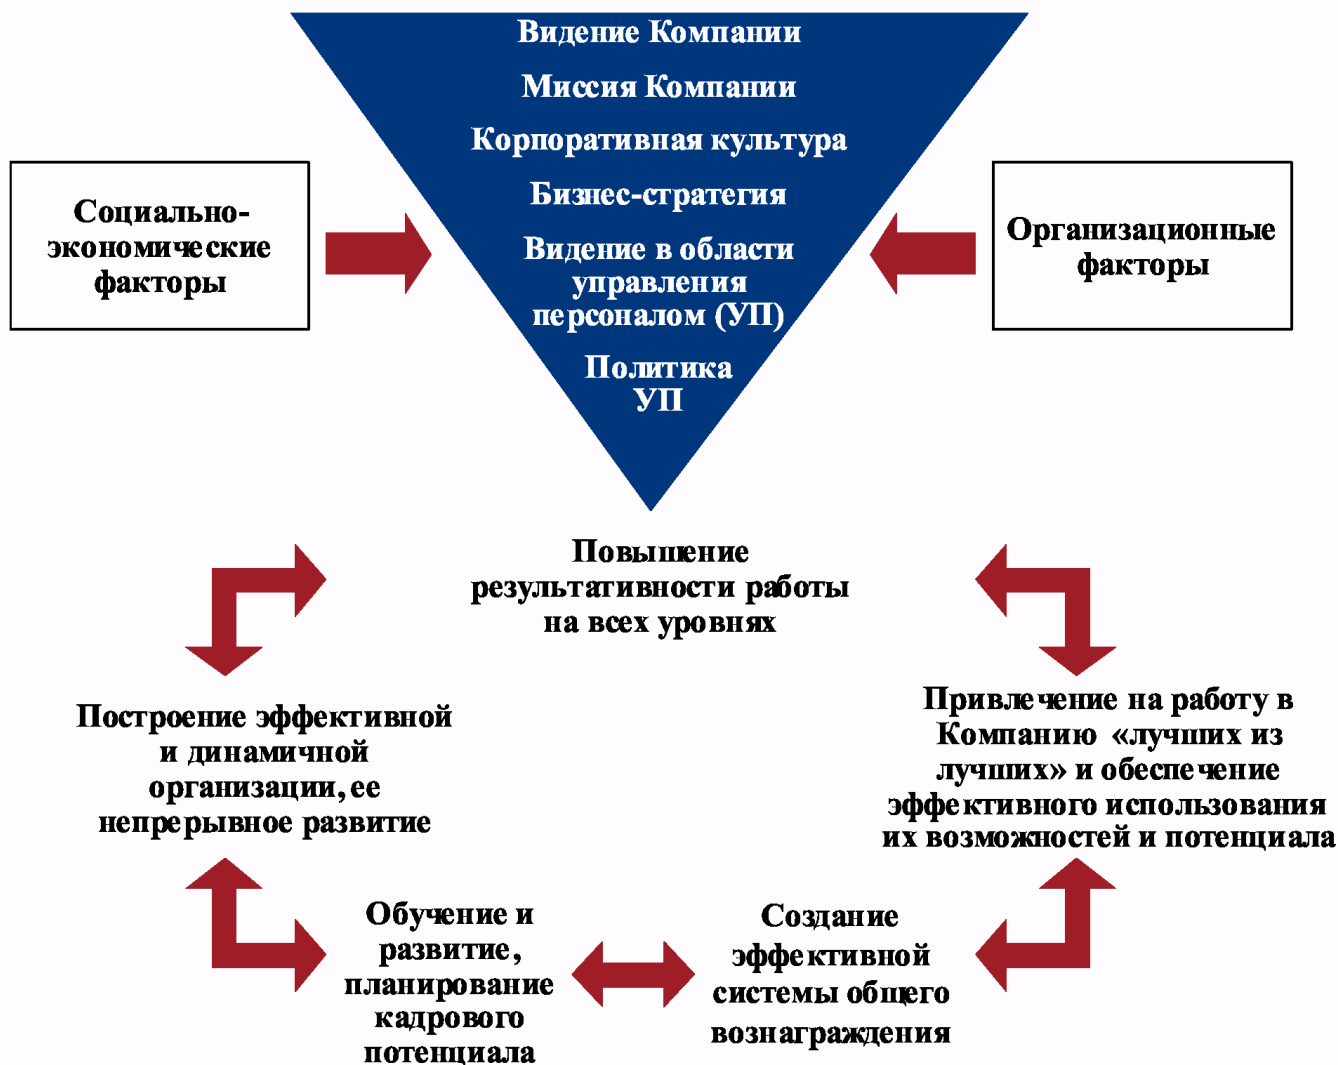 Видение Компании
Миссия Компании
Корпоративная культура
Бизнес-стратегия
Видение в области
управления
персоналом (УП)
Политика
УП
Социально-
экономические
факторы
Организационные
факторы
Повышение
результативности работы
на всех уровнях
Построение эффективной
и динамичной
организации, ее
непрерывное развитие
Привлечение на работу в
Компанию «лучших из
лучших» и обеспечение
эффективного использования
их возможностей и потенциала
Обучение и
развитие,
планирование
кадрового
потенциала
Создание
эффективной
системы общего
вознаграждения